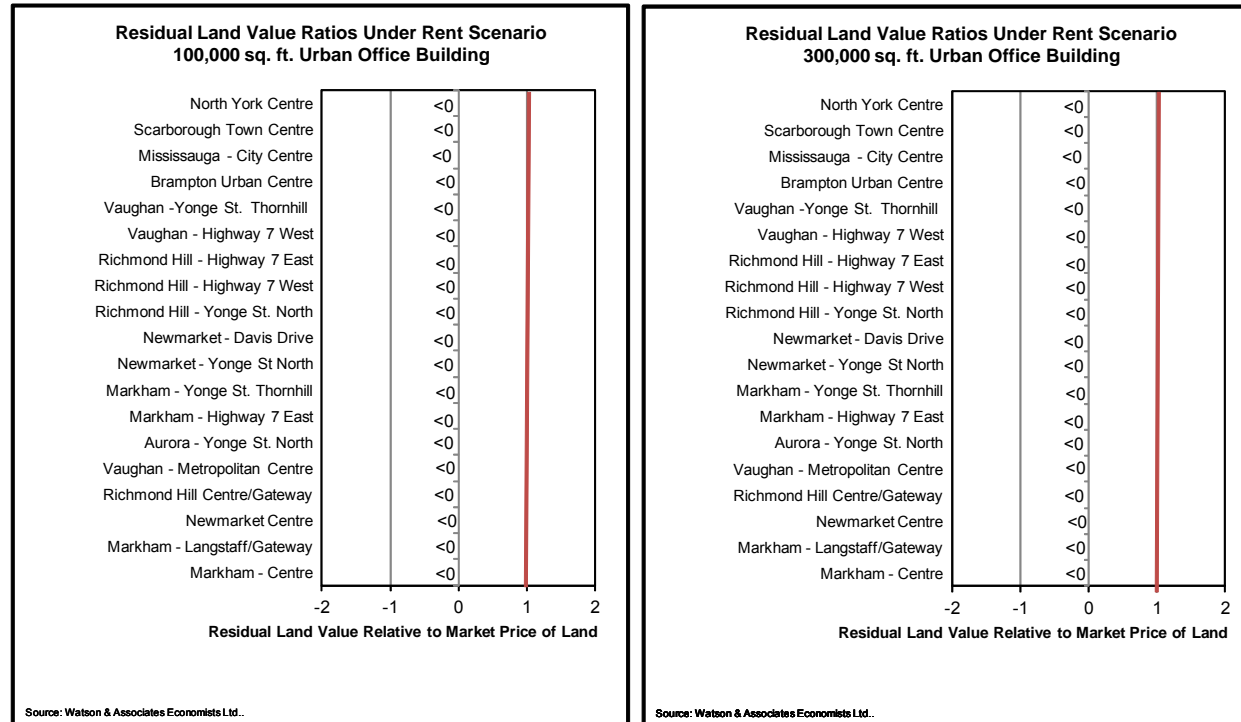 Residual Land Value Ratios Under Rent Scenario
100,000 sq. ft. Urban Office Building
North York Centre <0
Scarborough Town Centre <0
Mississauga - City Centre <0
Brampton Urban Centre <0
Vaughan -Yonge St. Thornhill <0
Vaughan - Highway 7 West <0
Richmond Hill - Highway 7 East <0
Richmond Hill - Highway 7 West <0
Richmond Hill - Yonge St. North <0
Newmarket - Davis Drive <0
Newmarket - Yonge St North <0
Markham - Yonge St. Thornhill <0
Markham - Highway 7 East <0
Aurora - Yonge St. North <0
Vaughan - Metropolitan Centre <0
Richmond Hill Centre/Gateway <0
Newmarket Centre <0
Markham - Langstaff/Gateway <0
Markham - Centre <0
-2 -1 0 1 2
Residual Land Value Relative to Market Price of Land
Source: Watson & Associates Economists Ltd..
Residual Land Value Ratios Under Rent Scenario
300,000 sq. ft. Urban Office Building
North York Centre <0
Scarborough Town Centre <0
Mississauga - City Centre <0
Brampton Urban Centre <0
Vaughan -Yonge St. Thornhill <0
Vaughan - Highway 7 West <0
Richmond Hill - Highway 7 East <0
Richmond Hill - Highway 7 West <0
Richmond Hill - Yonge St. North <0
Newmarket - Davis Drive <0
Newmarket - Yonge St North <0
Markham - Yonge St. Thornhill <0
Markham - Highway 7 East <0
Aurora - Yonge St. North <0
Vaughan - Metropolitan Centre <0
Richmond Hill Centre/Gateway <0
Newmarket Centre <0
Markham - Langstaff/Gateway <0
Markham - Centre <0
-2 -1 0 1 2
Residual Land Value Relative to Market Price of Land
Source: Watson & Associates Economists Ltd..